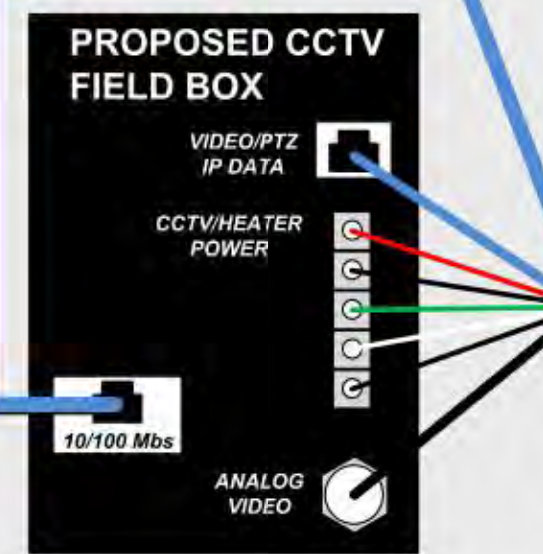 PROPOSED CCTV
FIELD BOX
VIDEO/PTZ
IP DATA
CCTV/HEATER
POWER
10/100 Mbs
ANALOG
VIDEO